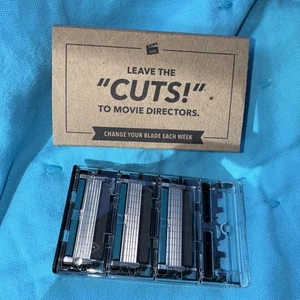 LEAVE THE
"CUTS!"
TO MOVIE DIRECTORS.
CHANGE YOUR BLADE EACH WEEK